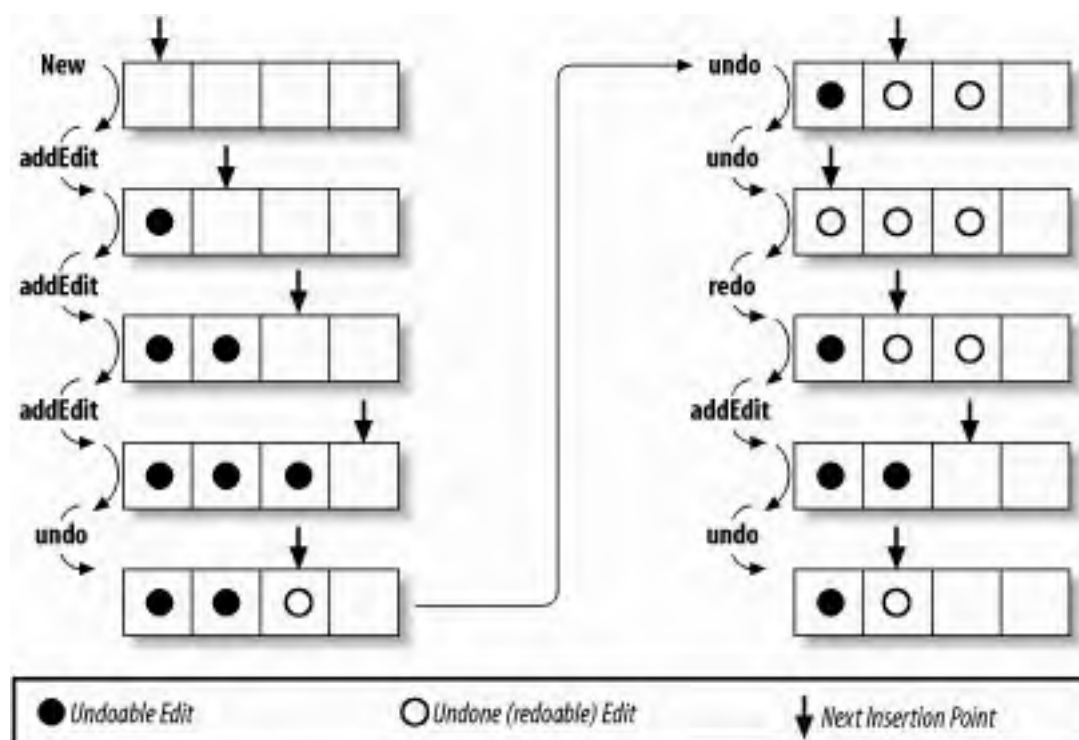 New
addEdit
addEdit
addEdit
undo
undo
undo
redo
addEdit
undo
Undoable Edit
Undone (redoable) Edit
Next Insertion Point